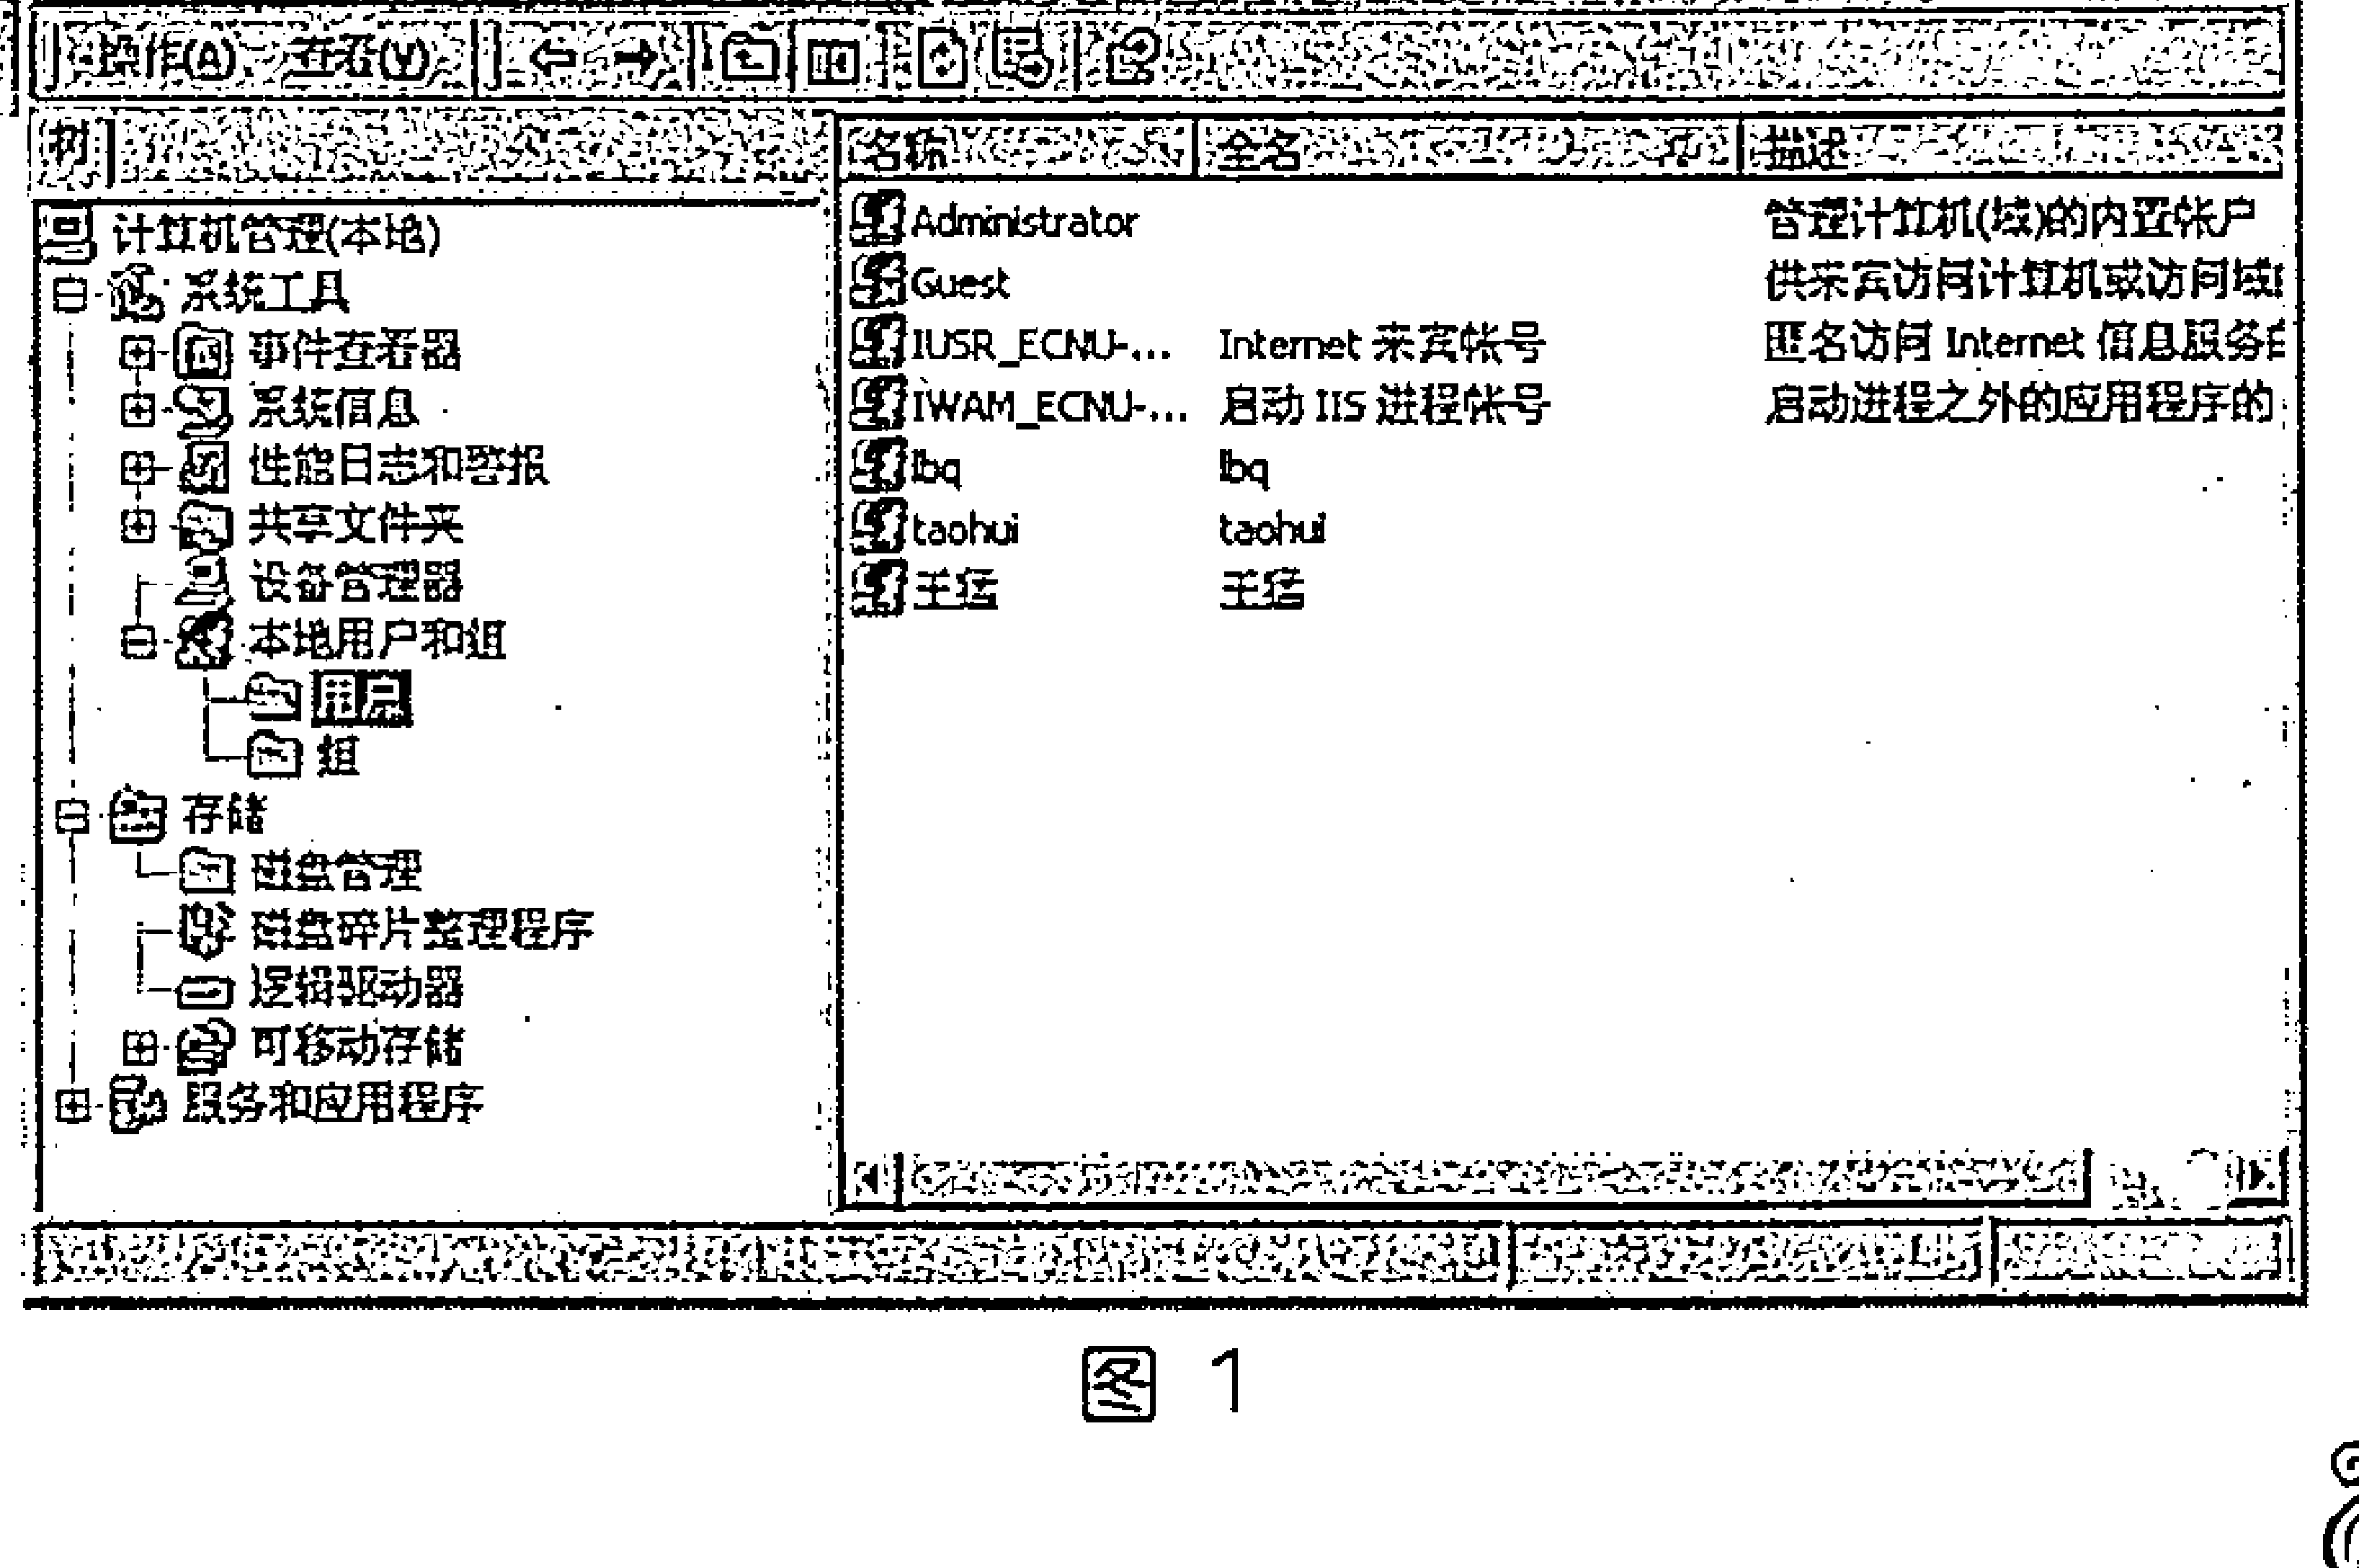 操作(A) 查看(V)
树
名称 全名 描述
计算机管理(本地)
系统工具
事件查看器
系统信息
性能日志和警报
共享文件夹
设备管理器
本地用户和组
用户
组
存储
磁盘管理
磁盘碎片整理程序
逻辑驱动器
可移动存储
服务和应用程序
Administrator 管理计算机(域)的内置帐户
Guest 供来宾访问计算机或访问域
IUSR_ECNU-... Internet 来宾帐号 匿名访问 Internet 信息服务
IWAM_ECNU-... 启动 IIS 进程帐号 启动进程之外的应用程序的
lbq lbq
taohui taohui
王猛 王猛
图 1